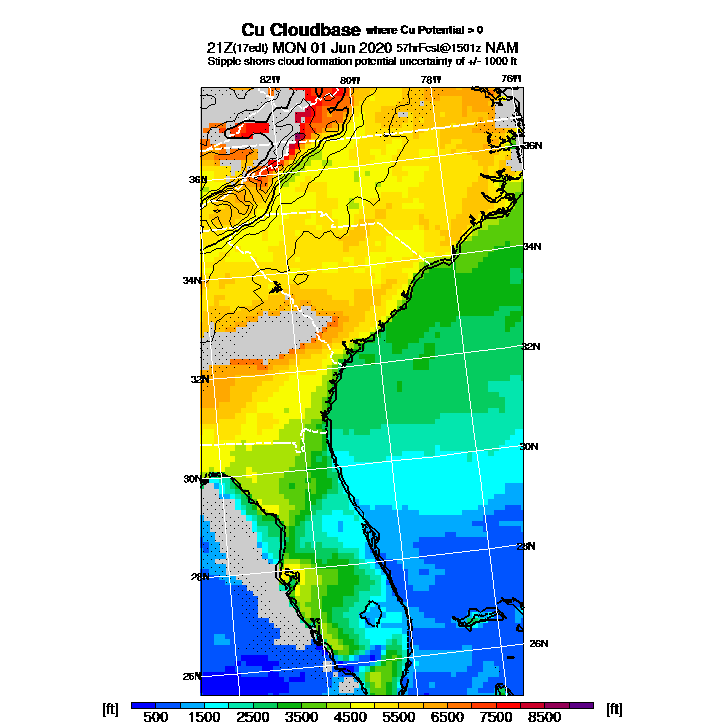 Cu Cloudbase where Cu Potential > 0
21Z(17edt) MON 01 Jun 2020 57hrFcst@1501z NAM
Stipple shows cloud formation potential uncertainty of +/- 1000 ft
82W 80W 78W 76W
36N
36N
34N
34N
32N
32N
30N
30N
28N
28N
26N
26N
[ft] 500 1500 2500 3500 4500 5500 6500 7500 8500 [ft]